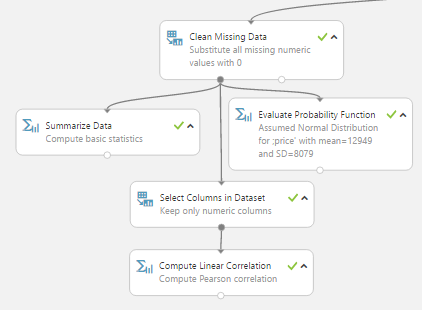 Clean Missing Data
Substitute all missing numeric
values with 0
Summarize Data
Compute basic statistics
Evaluate Probability Function
Assumed Normal Distribution
for ;price' with mean=12949
and SD=8079
Select Columns in Dataset
Keep only numeric columns
Compute Linear Correlation
Compute Pearson correlation